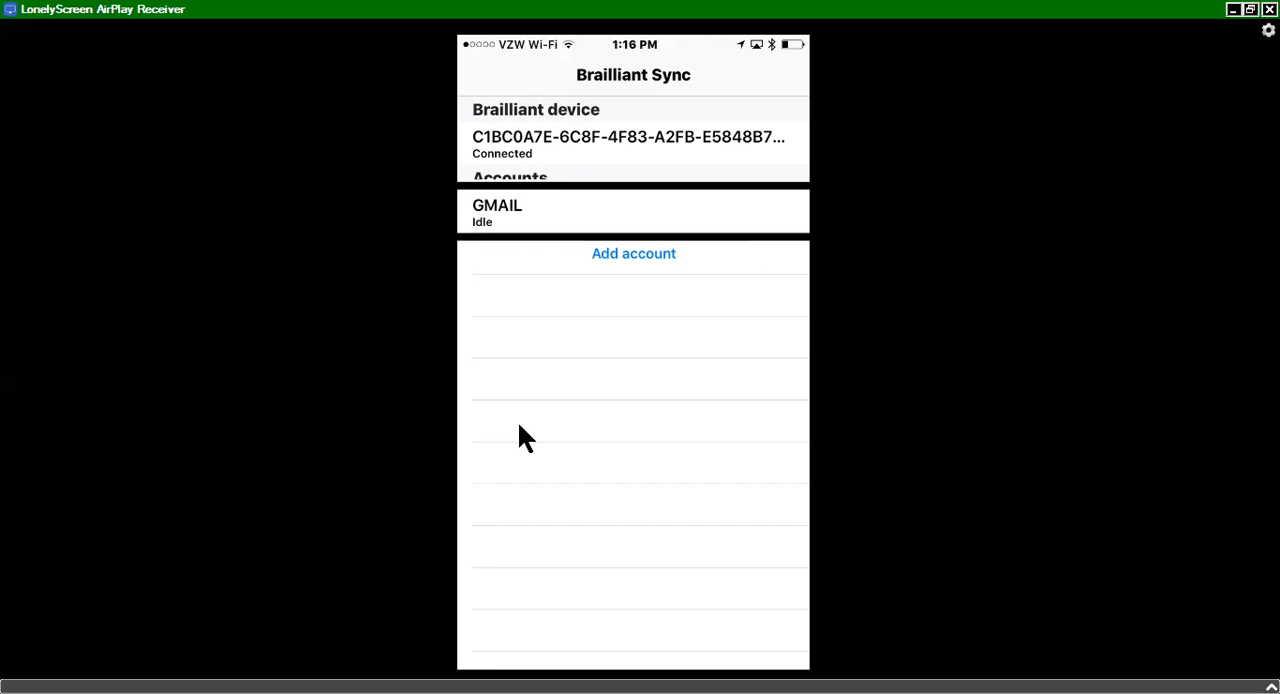 LonelyScreen AirPlay Receiver
VZW Wi-Fi 1:16 PM
Brailliant Sync
Brailliant device
C1BC0A7E-6C8F-4F83-A2FB-E5848B7...
Connected
Accounts
GMAIL
Idle
Add account